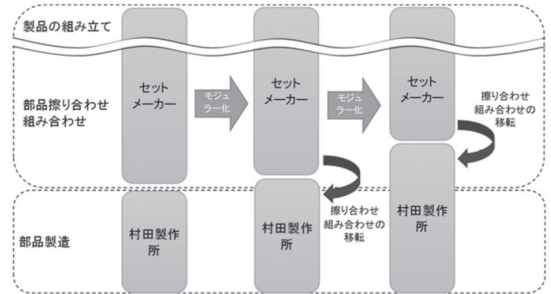 製品の組み立て
部品擦り合わせ
組み合わせ
部品製造
セット
メーカー
村田製作
所
モジュ
ラー化
セット
メーカー
村田製作
所
擦り合わせ
組み合わせの
移転
モジュ
ラー化
セット
メーカー
村田製作
所
擦り合わせ
組み合わせの
移転